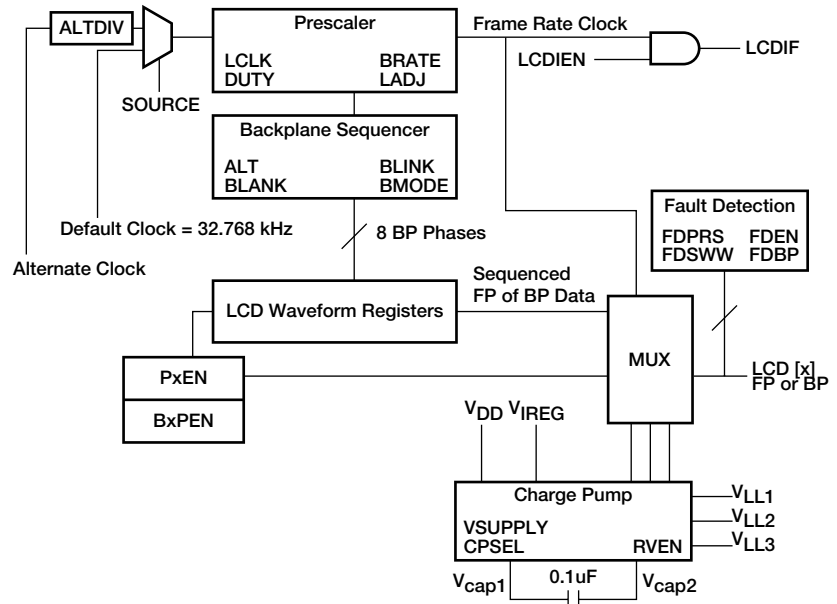 ALTDIV
Prescaler
LCLK BRATE
DUTY LADJ
Frame Rate Clock
LCDIEN
LCDIF
SOURCE
Backplane Sequencer
ALT BLINK
BLANK BMODE
Default Clock = 32.768 kHz
Alternate Clock
8 BP Phases
Fault Detection
FDPRS FDEN
FDSWW FDBP
LCD Waveform Registers
Sequenced
FP of BP Data
MUX
LCD [x]
FP or BP
PxEN
BxPEN
VDD VIREG
Charge Pump
VSUPPLY
CPSEL RVEN
VLL1
VLL2
VLL3
Vcap1 0.1uF Vcap2